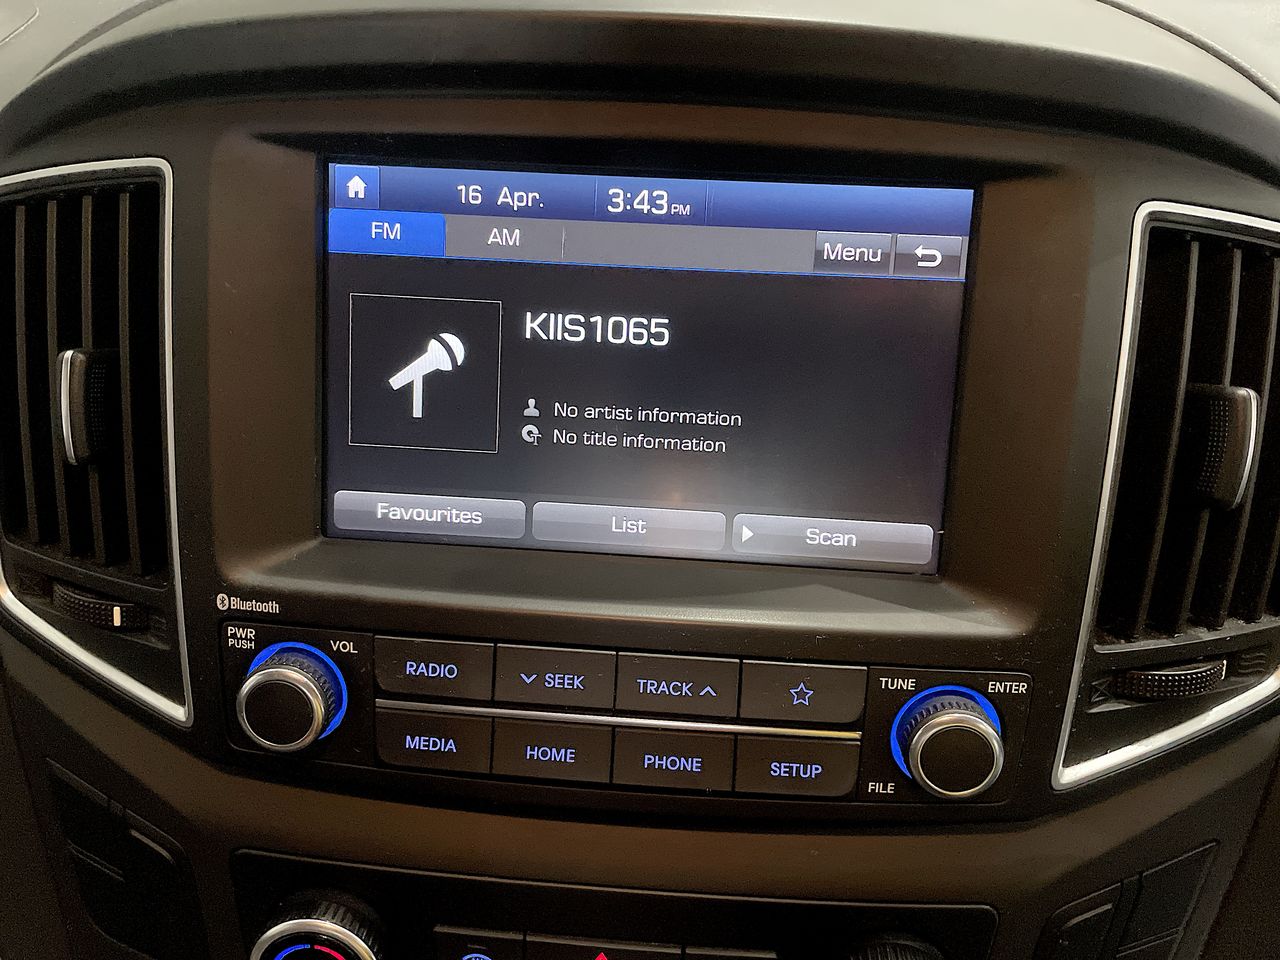 16 Apr. 3:43 PM
FM AM Menu
KIIS1065
No artist information
No title information
Favourites List Scan
Bluetooth
PWR
PUSH
VOL
RADIO SEEK TRACK
TUNE ENTER
MEDIA HOME PHONE SETUP
FILE